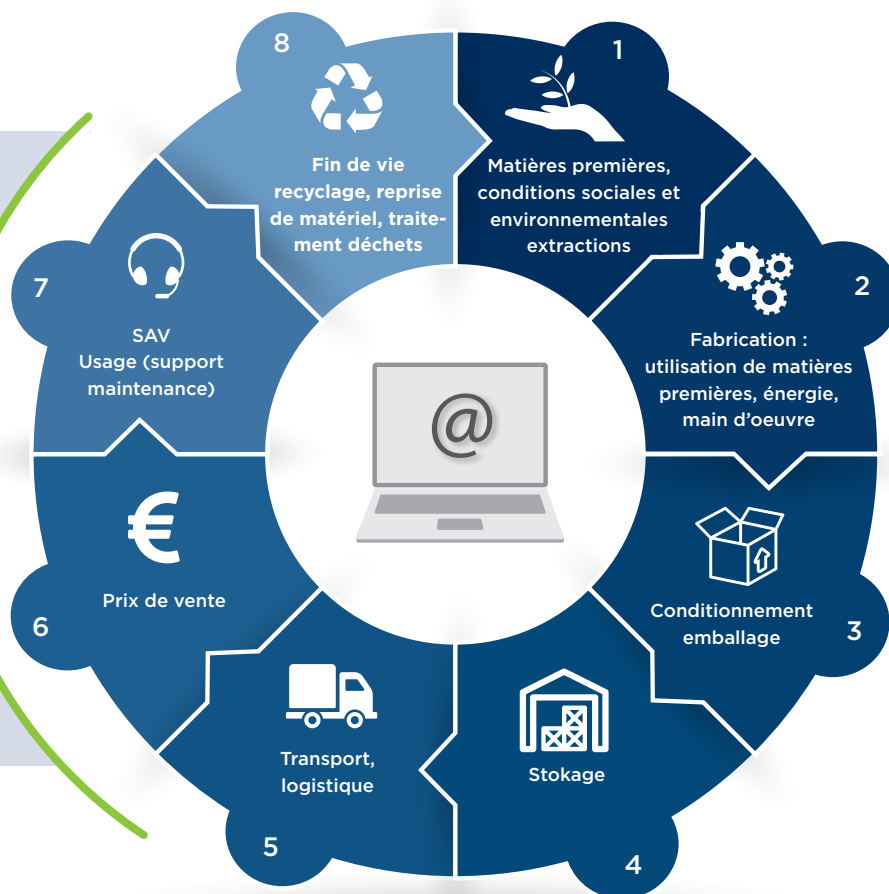 1
Matières premières,
conditions sociales et
environnementales
extractions
2
Fabrication :
utilisation de matières
premières, énergie,
main d'oeuvre
3
Conditionnement
emballage
4
Stokage
5
Transport,
logistique
6
€
Prix de vente
7
SAV
Usage (support
maintenance)
8
Fin de vie
recyclage, reprise
de matériel, traite-
ment déchets
@